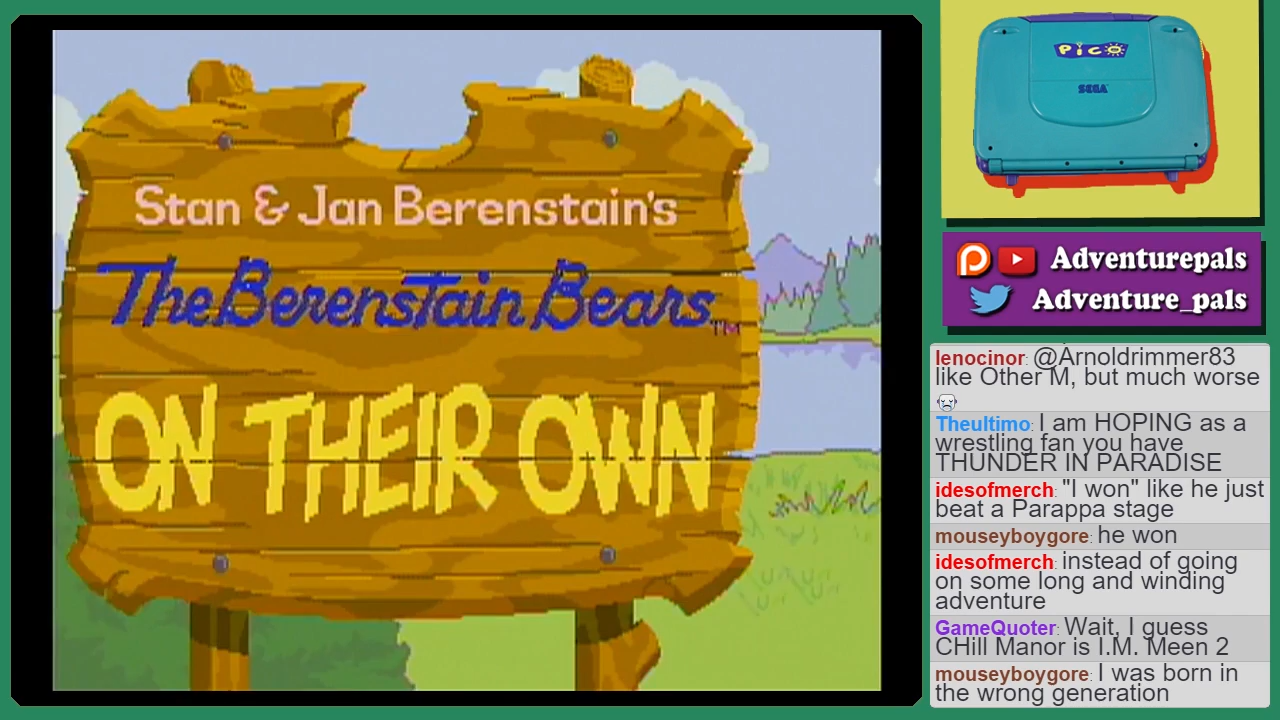 Stan & Jan Berenstain's
The Berenstain Bears™
ON THEIR OWN
PICO
SEGA
Adventurepals
Adventure_pals
lenocinor: @Arnoldrimmer83
like Other M, but much worse
Theultimo: I am HOPING as a
wrestling fan you have
THUNDER IN PARADISE
idesofmerch: "I won" like he just
beat a Parappa stage
mouseyboygore: he won
idesofmerch: instead of going
on some long and winding
adventure
GameQuoter: Wait, I guess
CHill Manor is I.M. Meen 2
mouseyboygore: I was born in
the wrong generation